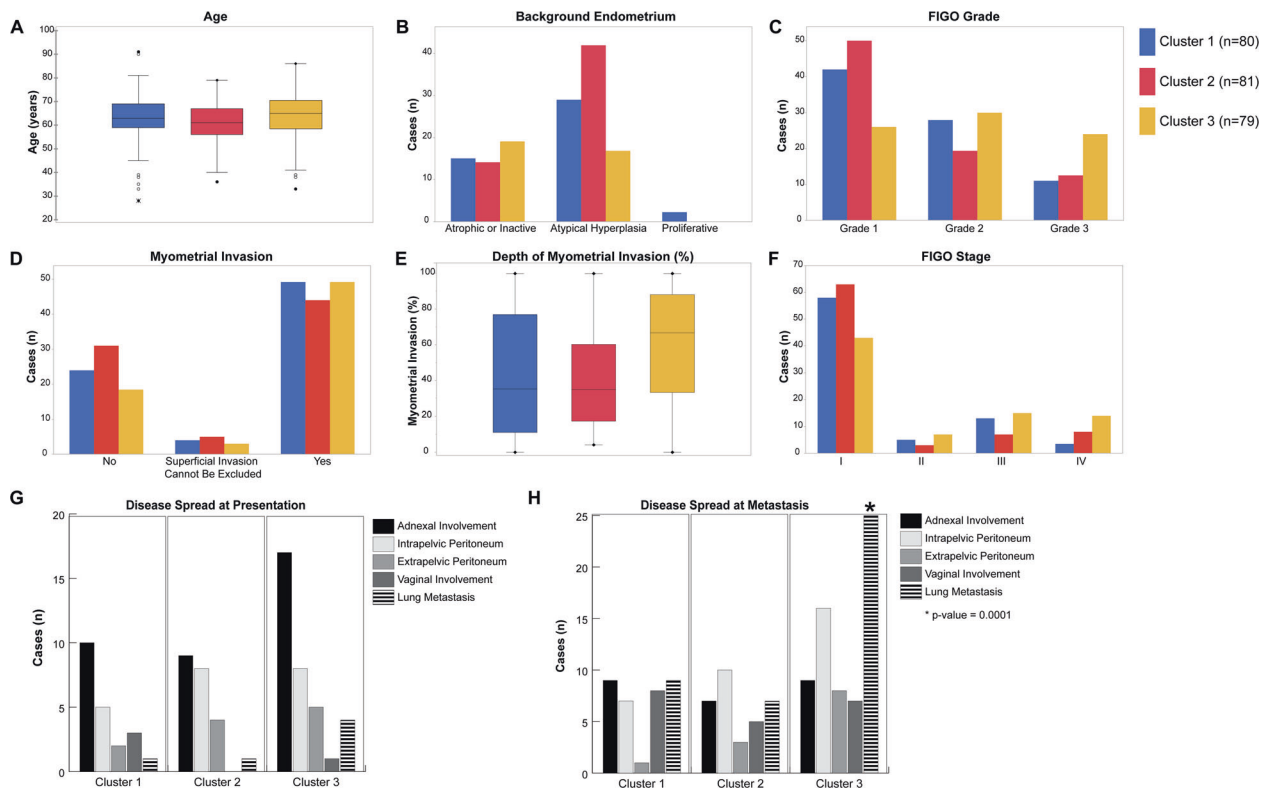 A
Age
Age (years)
100
90
80
70
60
50
40
30
20
B
Background Endometrium
Cases (n)
40
30
20
10
0
Atrophic or Inactive
Atypical Hyperplasia
Proliferative
C
FIGO Grade
Cases (n)
50
40
30
20
10
0
Grade 1
Grade 2
Grade 3
Cluster 1 (n=80)
Cluster 2 (n=81)
Cluster 3 (n=79)
D
Myometrial Invasion
Cases (n)
50
40
30
20
10
0
No
Superficial Invasion
Cannot Be Excluded
Yes
E
Depth of Myometrial Invasion (%)
Myometrial Invasion (%)
100
80
60
40
20
0
F
FIGO Stage
Cases (n)
70
60
50
40
30
20
10
0
I
II
III
IV
G
Disease Spread at Presentation
Cases (n)
20
15
10
5
0
Cluster 1
Cluster 2
Cluster 3
Adnexal Involvement
Intrapelvic Peritoneum
Extrapelvic Peritoneum
Vaginal Involvement
Lung Metastasis
H
Disease Spread at Metastasis
*
Cases (n)
25
20
15
10
5
0
Cluster 1
Cluster 2
Cluster 3
Adnexal Involvement
Intrapelvic Peritoneum
Extrapelvic Peritoneum
Vaginal Involvement
Lung Metastasis
* p-value = 0.0001